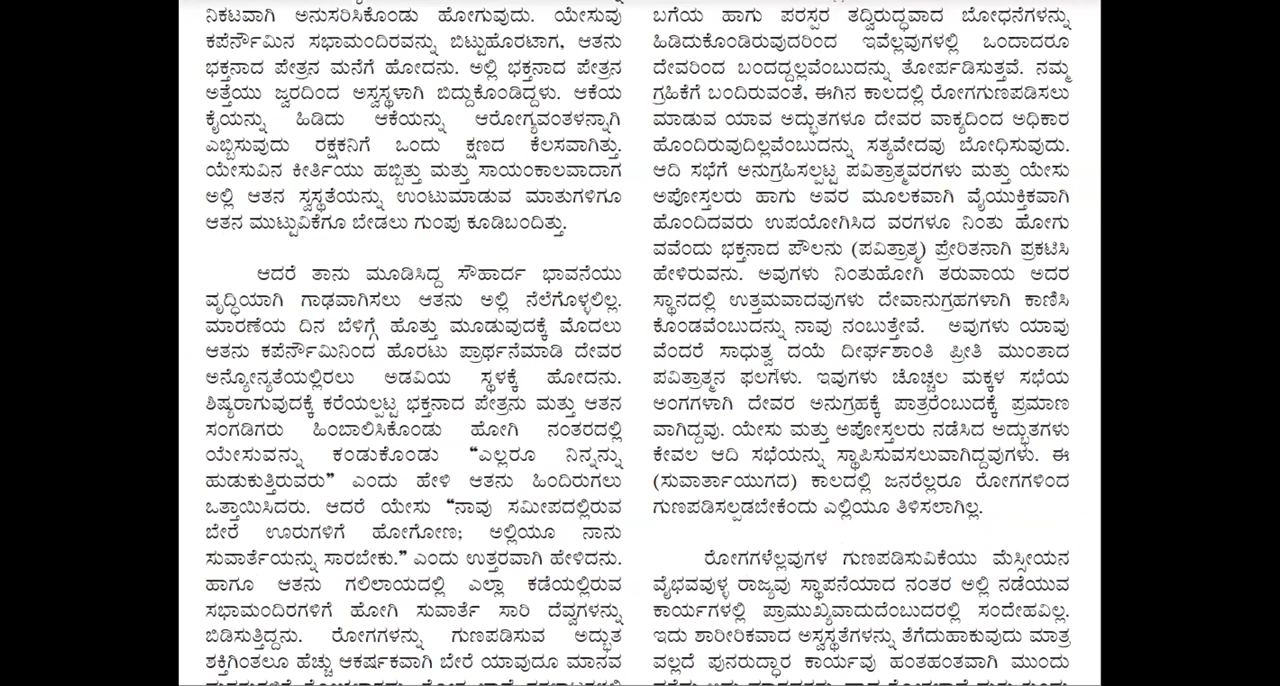 ನಿಕಟವಾಗಿ ಅನುಸರಿಸಿಕೊಂಡು ಹೋಗುವುದು. ಯೇಸುವು
ಕಪೆರ್ನೌಮಿನ ಸಭಾಮಂದಿರವನ್ನು ಬಿಟ್ಟುಹೊರಟಾಗ, ಆತನು
ಭಕ್ತನಾದ ಪೇತ್ರನ ಮನೆಗೆ ಹೋದನು. ಅಲ್ಲಿ ಭಕ್ತನಾದ ಪೇತ್ರನ
ಅತ್ತೆಯು ಜ್ವರದಿಂದ ಅಸ್ವಸ್ಥಳಾಗಿ ಬಿದ್ದುಕೊಂಡಿದ್ದಳು. ಆಕೆಯ
ಕೈಯನ್ನು ಹಿಡಿದು ಆಕೆಯನ್ನು ಆರೋಗ್ಯವಂತಳನ್ನಾಗಿ
ಎಬ್ಬಿಸುವುದು ರಕ್ಷಕನಿಗೆ ಒಂದು ಕ್ಷಣದ ಕೆಲಸವಾಗಿತ್ತು.
ಯೇಸುವಿನ ಕೀರ್ತಿಯು ಹಬ್ಬಿತ್ತು ಮತ್ತು ಸಾಯಂಕಾಲವಾದಾಗ
ಅಲ್ಲಿ ಆತನ ಸ್ವಸ್ಥತೆಯನ್ನು ಉಂಟುಮಾಡುವ ಮಾತುಗಳಿಗೂ
ಆತನ ಮುಟ್ಟುವಿಕೆಗೂ ಬೇಡಲು ಗುಂಪು ಕೂಡಿಬಂದಿತ್ತು.
ಆದರೆ ತಾನು ಮೂಡಿಸಿದ್ದ ಸೌಹಾರ್ದ ಭಾವನೆಯು
ವೃದ್ಧಿಯಾಗಿ ಗಾಢವಾಗಿಸಲು ಆತನು ಅಲ್ಲಿ ನೆಲೆಗೊಳ್ಳಲಿಲ್ಲ.
ಮಾರಣೆಯ ದಿನ ಬೆಳಿಗ್ಗೆ ಹೊತ್ತು ಮೂಡುವುದಕ್ಕೆ ಮೊದಲು
ಆತನು ಕಪೆರ್ನೌಮಿನಿಂದ ಹೊರಟು ಪ್ರಾರ್ಥನೆಮಾಡಿ ದೇವರ
ಅನ್ಯೋನ್ಯತೆಯಲ್ಲಿರಲು ಅಡವಿಯ ಸ್ಥಳಕ್ಕೆ ಹೋದನು.
ಶಿಷ್ಯರಾಗುವುದಕ್ಕೆ ಕರೆಯಲ್ಪಟ್ಟ ಭಕ್ತನಾದ ಪೇತ್ರನು ಮತ್ತು ಆತನ
ಸಂಗಡಿಗರು ಹಿಂಬಾಲಿಸಿಕೊಂಡು ಹೋಗಿ ನಂತರದಲ್ಲಿ
ಯೇಸುವನ್ನು ಕಂಡುಕೊಂಡು “ಎಲ್ಲರೂ ನಿನ್ನನ್ನು
ಹುಡುಕುತ್ತಿರುವರು” ಎಂದು ಹೇಳಿ ಆತನು ಹಿಂದಿರುಗಲು
ಒತ್ತಾಯಿಸಿದರು. ಆದರೆ ಯೇಸು “ನಾವು ಸಮೀಪದಲ್ಲಿರುವ
ಬೇರೆ ಊರುಗಳಿಗೆ ಹೋಗೋಣ; ಅಲ್ಲಿಯೂ ನಾನು
ಸುವಾರ್ತೆಯನ್ನು ಸಾರಬೇಕು.” ಎಂದು ಉತ್ತರವಾಗಿ ಹೇಳಿದನು.
ಹಾಗೂ ಆತನು ಗಲಿಲಾಯದಲ್ಲಿ ಎಲ್ಲಾ ಕಡೆಯಲ್ಲಿರುವ
ಸಭಾಮಂದಿರಗಳಿಗೆ ಹೋಗಿ ಸುವಾರ್ತೆ ಸಾರಿ ದೆವ್ವಗಳನ್ನು
ಬಿಡಿಸುತ್ತಿದ್ದನು. ರೋಗಗಳನ್ನು ಗುಣಪಡಿಸುವ ಅದ್ಭುತ
ಶಕ್ತಿಗಿಂತಲೂ ಹೆಚ್ಚು ಆಕರ್ಷಕವಾಗಿ ಬೇರೆ ಯಾವುದೂ ಮಾನವ
ಬಗೆಯ ಹಾಗು ಪರಸ್ಪರ ತದ್ವಿರುದ್ಧವಾದ ಬೋಧನೆಗಳನ್ನು
ಹಿಡಿದುಕೊಂಡಿರುವುದರಿಂದ ಇವೆಲ್ಲವುಗಳಲ್ಲಿ ಒಂದಾದರೂ
ದೇವರಿಂದ ಬಂದದ್ದಲ್ಲವೆಂಬುದನ್ನು ತೋರ್ಪಡಿಸುತ್ತವೆ. ನಮ್ಮ
ಗ್ರಹಿಕೆಗೆ ಬಂದಿರುವಂತೆ, ಈಗಿನ ಕಾಲದಲ್ಲಿ ರೋಗಗುಣಪಡಿಸಲು
ಮಾಡುವ ಯಾವ ಅದ್ಭುತಗಳೂ ದೇವರ ವಾಕ್ಯದಿಂದ ಅಧಿಕಾರ
ಹೊಂದಿರುವುದಿಲ್ಲವೆಂಬುದನ್ನು ಸತ್ಯವೇದವು ಬೋಧಿಸುವುದು.
ಆದಿ ಸಭೆಗೆ ಅನುಗ್ರಹಿಸಲ್ಪಟ್ಟ ಪವಿತ್ರಾತ್ಮವರಗಳು ಮತ್ತು ಯೇಸು
ಅಪೋಸ್ತಲರು ಹಾಗು ಅವರ ಮೂಲಕವಾಗಿ ವೈಯುಕ್ತಿಕವಾಗಿ
ಹೊಂದಿದವರು ಉಪಯೋಗಿಸಿದ ವರಗಳೂ ನಿಂತು ಹೋಗು
ವವೆಂದು ಭಕ್ತನಾದ ಪೌಲನು (ಪವಿತ್ರಾತ್ಮ) ಪ್ರೇರಿತನಾಗಿ ಪ್ರಕಟಿಸಿ
ಹೇಳಿರುವನು. ಅವುಗಳು ನಿಂತುಹೋಗಿ ತರುವಾಯ ಅದರ
ಸ್ಥಾನದಲ್ಲಿ ಉತ್ತಮವಾದವುಗಳು ದೇವಾನುಗ್ರಹಗಳಾಗಿ ಕಾಣಿಸಿ
ಕೊಂಡವೆಂಬುದನ್ನು ನಾವು ನಂಬುತ್ತೇವೆ. ಅವುಗಳು ಯಾವು
ವೆಂದರೆ ಸಾಧುತ್ವ ದಯೆ ದೀರ್ಘಶಾಂತಿ ಪ್ರೀತಿ ಮುಂತಾದ
ಪವಿತ್ರಾತ್ಮನ ಫಲಗಳು. ಇವುಗಳು ಚೊಚ್ಚಲ ಮಕ್ಕಳ ಸಭೆಯ
ಅಂಗಗಳಾಗಿ ದೇವರ ಅನುಗ್ರಹಕ್ಕೆ ಪಾತ್ರರೆಂಬುದಕ್ಕೆ ಪ್ರಮಾಣ
ವಾಗಿದ್ದವು. ಯೇಸು ಮತ್ತು ಅಪೋಸ್ತಲರು ನಡೆಸಿದ ಅದ್ಭುತಗಳು
ಕೇವಲ ಆದಿ ಸಭೆಯನ್ನು ಸ್ಥಾಪಿಸುವಸಲುವಾಗಿದ್ದವುಗಳು. ಈ
(ಸುವಾರ್ತಾಯುಗದ) ಕಾಲದಲ್ಲಿ ಜನರೆಲ್ಲರೂ ರೋಗಗಳಿಂದ
ಗುಣಪಡಿಸಲ್ಪಡಬೇಕೆಂದು ಎಲ್ಲಿಯೂ ತಿಳಿಸಲಾಗಿಲ್ಲ.
ರೋಗಗಳೆಲ್ಲವುಗಳ ಗುಣಪಡಿಸುವಿಕೆಯು ಮೆಸ್ಸೀಯನ
ವೈಭವವುಳ್ಳ ರಾಜ್ಯವು ಸ್ಥಾಪನೆಯಾದ ನಂತರ ಅಲ್ಲಿ ನಡೆಯುವ
ಕಾರ್ಯಗಳಲ್ಲಿ ಪ್ರಾಮುಖ್ಯವಾದುದೆಂಬುದರಲ್ಲಿ ಸಂದೇಹವಿಲ್ಲ.
ಇದು ಶಾರೀರಿಕವಾದ ಅಸ್ವಸ್ಥತೆಗಳನ್ನು ತೆಗೆದುಹಾಕುವುದು ಮಾತ್ರ
ವಲ್ಲದೆ ಪುನರುದ್ಧಾರ ಕಾರ್ಯವು ಹಂತಹಂತವಾಗಿ ಮುಂದು